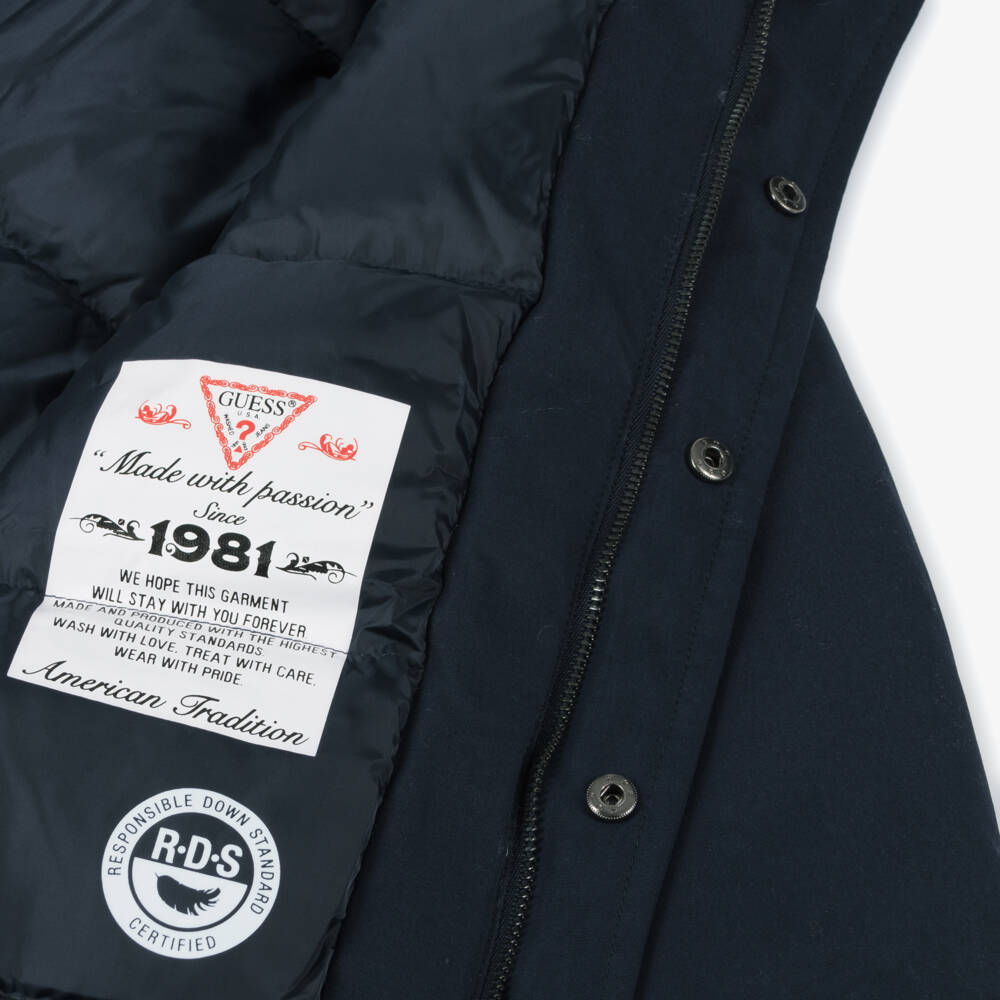 GUESS®
U.S.A.
WASHED ? JEANS
"Made with passion"
Since
1981
WE HOPE THIS GARMENT
WILL STAY WITH YOU FOREVER
MADE AND PRODUCED WITH THE HIGHEST
QUALITY STANDARDS.
WASH WITH LOVE. TREAT WITH CARE.
WEAR WITH PRIDE.
American Tradition
RESPONSIBLE DOWN STANDARD
R·D·S
CERTIFIED